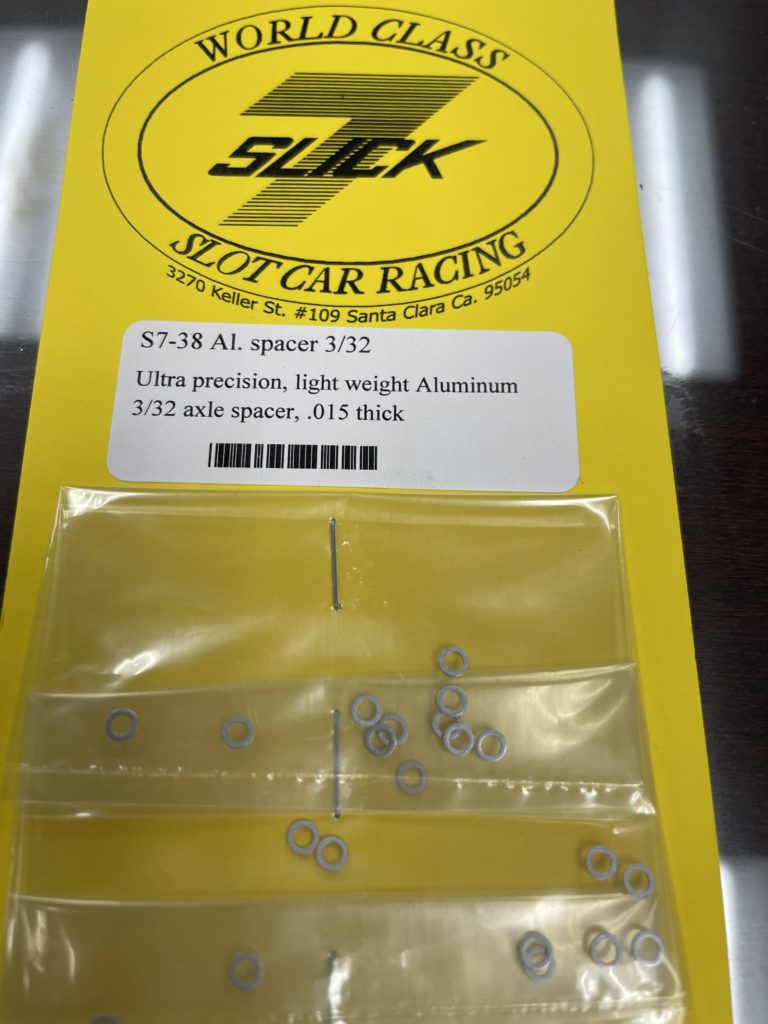 WORLD CLASS
7
SLICK
SLOT CAR RACING
3270 Keller St. #109 Santa Clara Ca. 95054
S7-38 Al. spacer 3/32
Ultra precision, light weight Aluminum
3/32 axle spacer, .015 thick